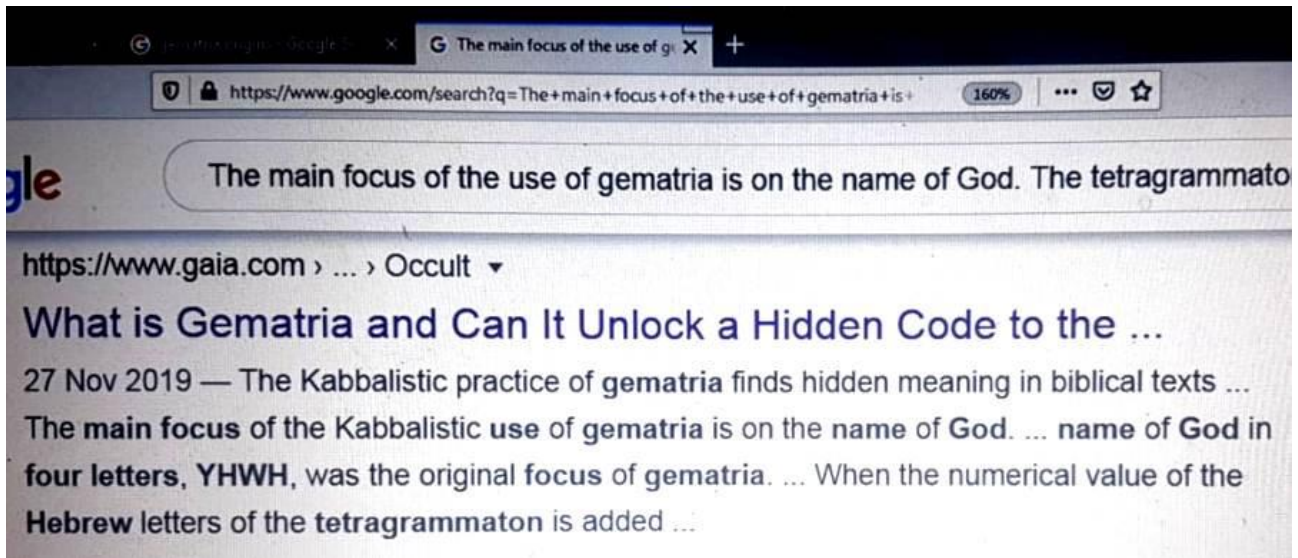 The main focus of the use of g
https://www.google.com/search?q=The+main+focus+of+the+use+of+gematria+is+
160%
gle
The main focus of the use of gematria is on the name of God. The tetragrammato
https://www.gaia.com › ... › Occult
What is Gematria and Can It Unlock a Hidden Code to the ...
27 Nov 2019 — The Kabbalistic practice of gematria finds hidden meaning in biblical texts ...
The main focus of the Kabbalistic use of gematria is on the name of God. ... name of God in
four letters, YHWH, was the original focus of gematria. ... When the numerical value of the
Hebrew letters of the tetragrammaton is added ...